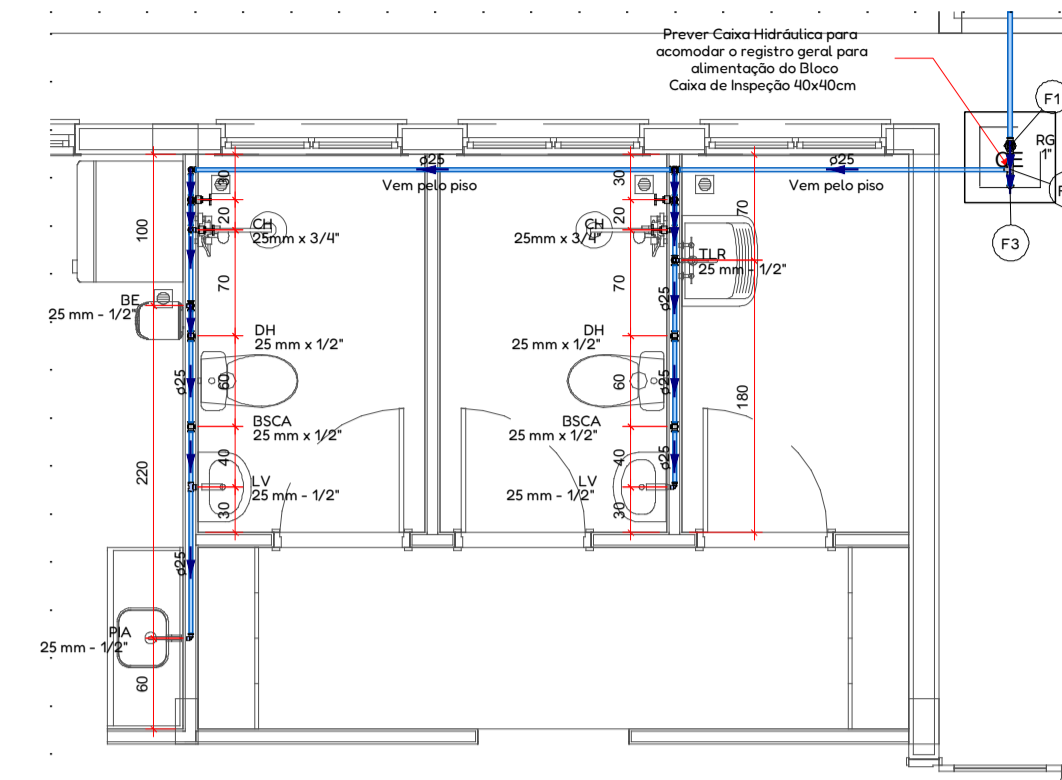 Prever Caixa Hidráulica para
acomodar o registro geral para
alimentação do Bloco
Caixa de Inspeção 40x40cm
F1
RG
1"
F3
ø25
Vem pelo piso
ø25
Vem pelo piso
30
20
70
60
40
30
30
20
70
60
40
30
70
180
100
220
60
CH
25mm x 3/4"
CH
25mm x 3/4"
TLR
25 mm - 1/2"
BE
25 mm - 1/2"
DH
25 mm x 1/2"
DH
25 mm x 1/2"
ø25
ø25
ø25
ø25
ø25
BSCA
25 mm x 1/2"
BSCA
25 mm x 1/2"
LV
25 mm - 1/2"
LV
25 mm - 1/2"
PIA
25 mm - 1/2"